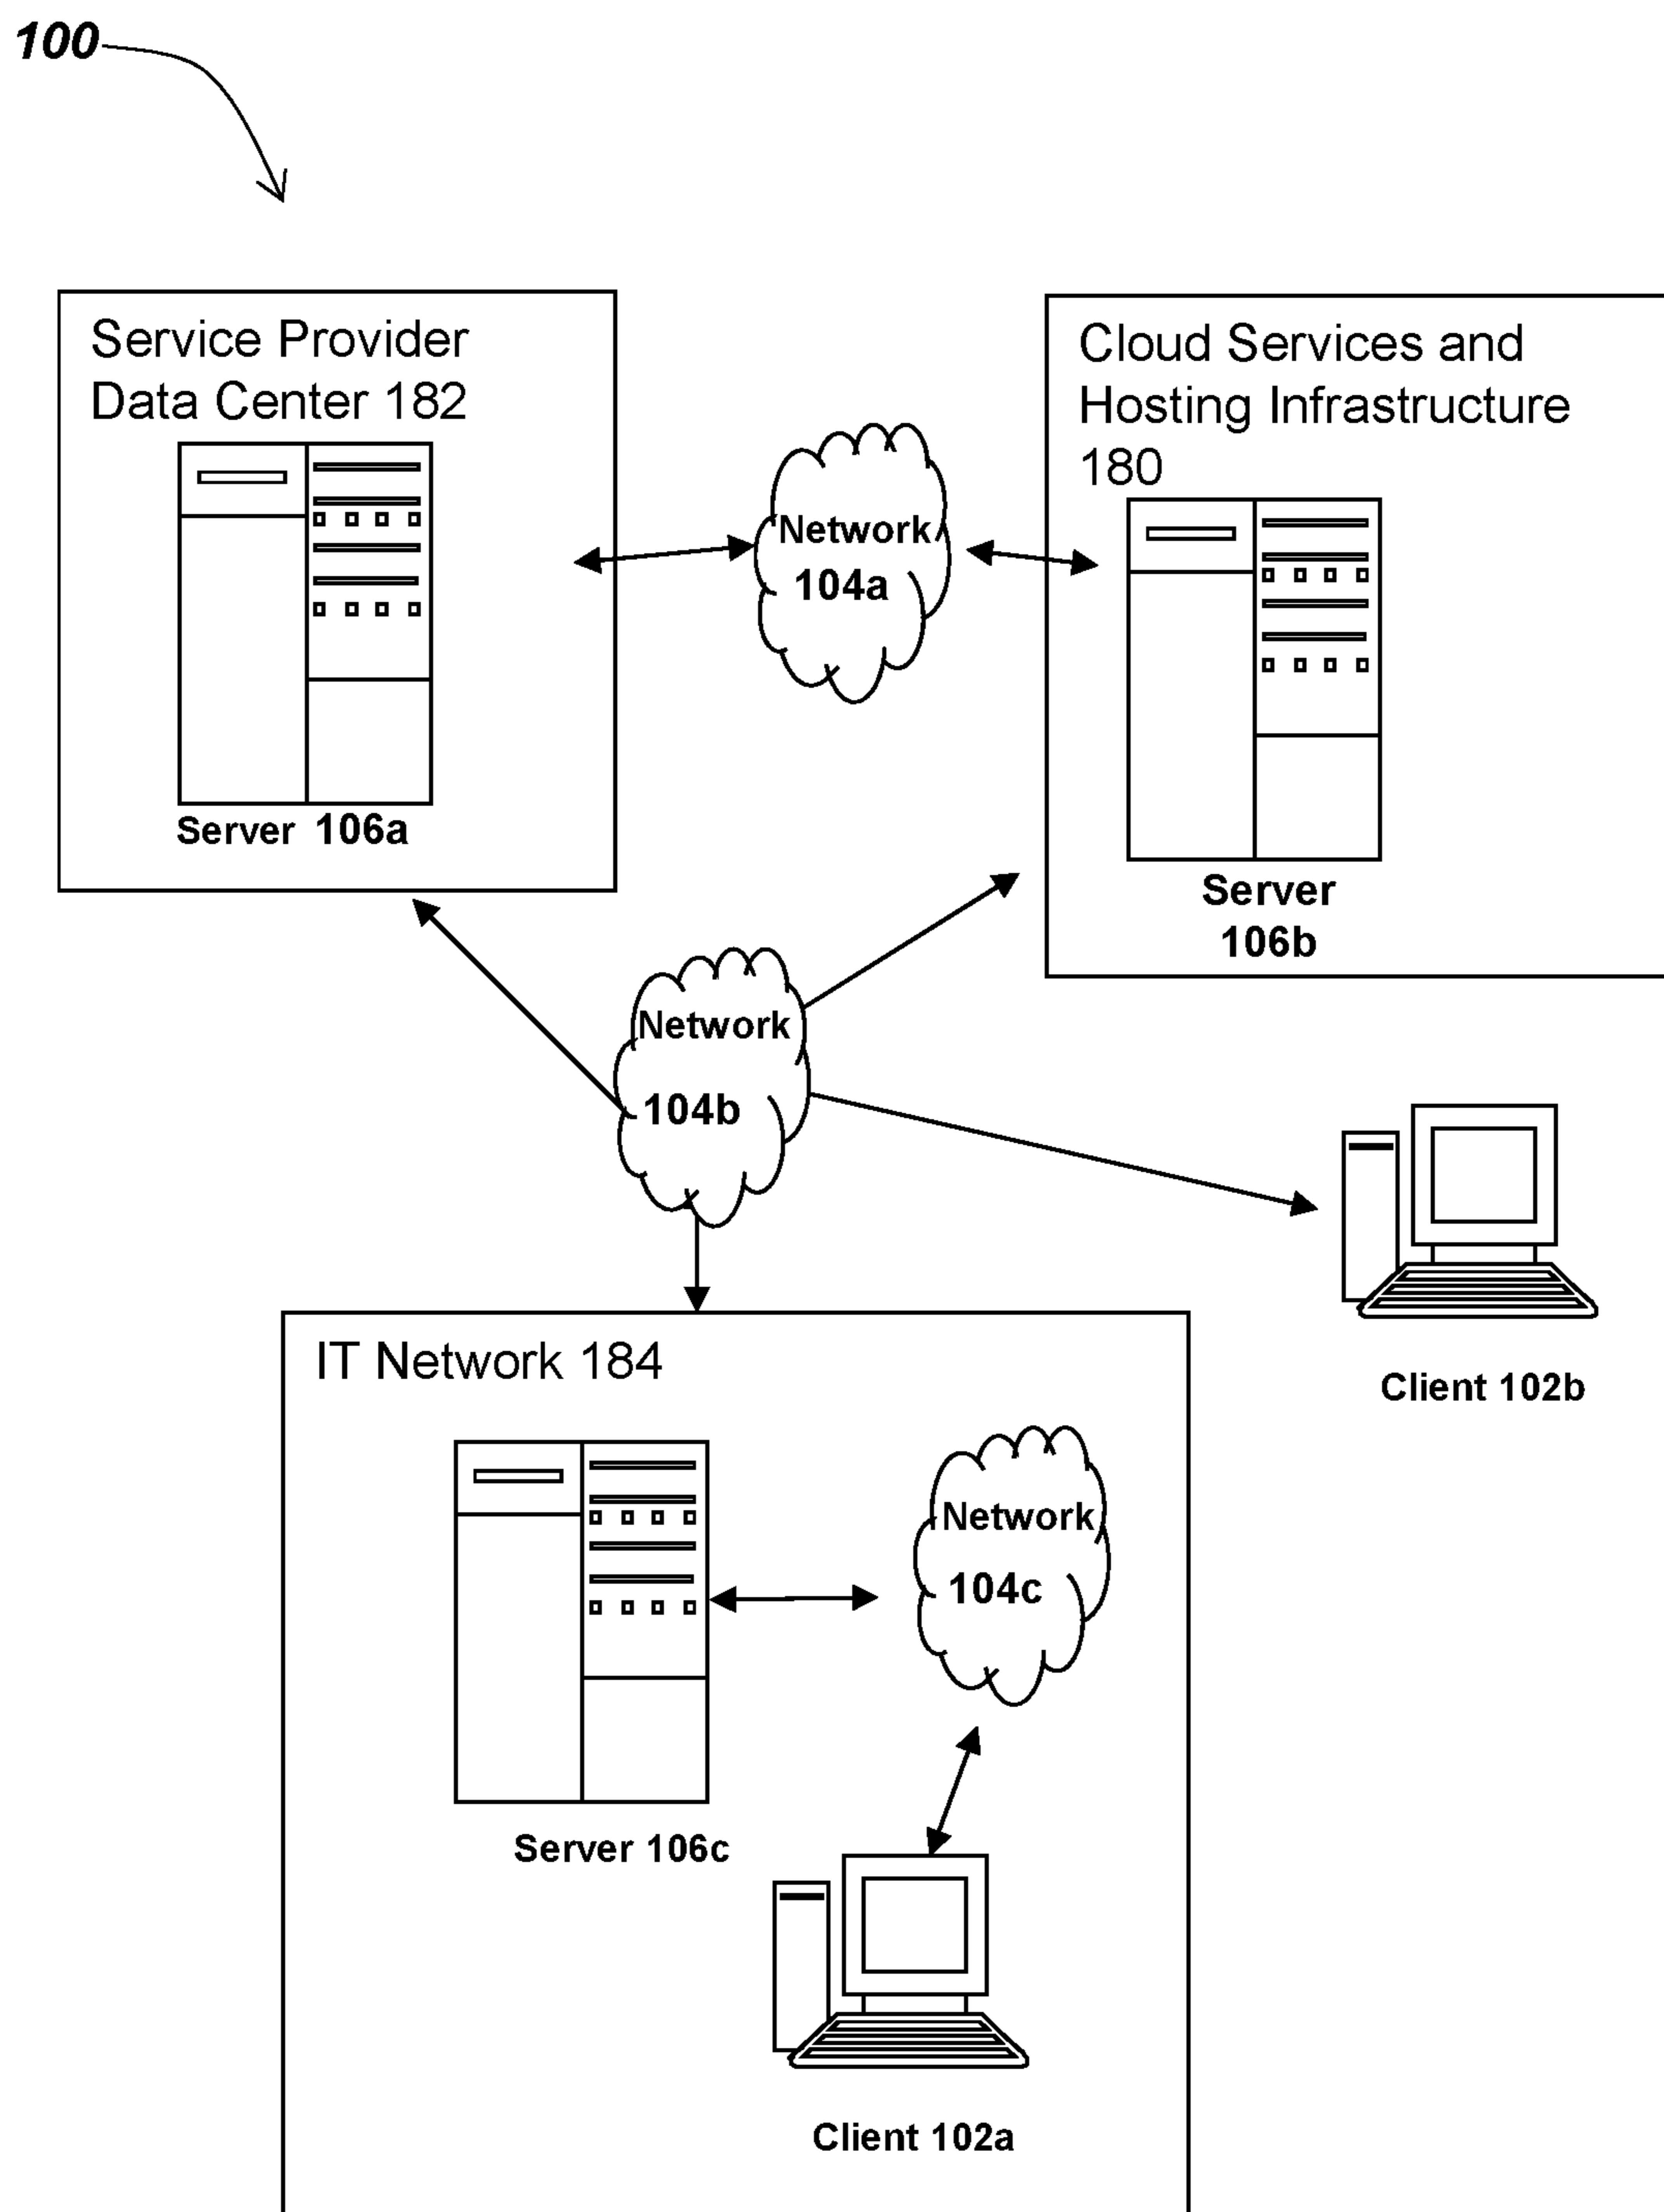 100
Service Provider
Data Center 182
Cloud Services and
Hosting Infrastructure
180
Network
104a
Server 106a
Server
106b
Network
104b
Client 102b
IT Network 184
Network
104c
Server 106c
Client 102a